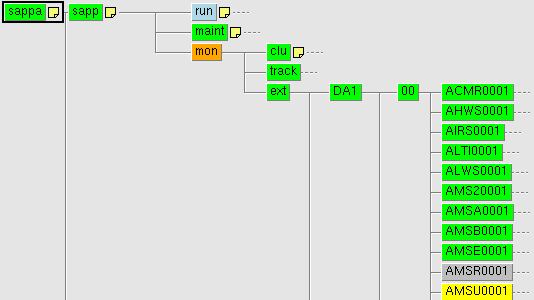 sappa sapp run
maint
mon clu
track
ext DA1 00 ACMR0001
AHWS0001
AIRS0001
ALTI0001
ALWS0001
AMS20001
AMSA0001
AMSB0001
AMSE0001
AMSR0001
AMSU0001